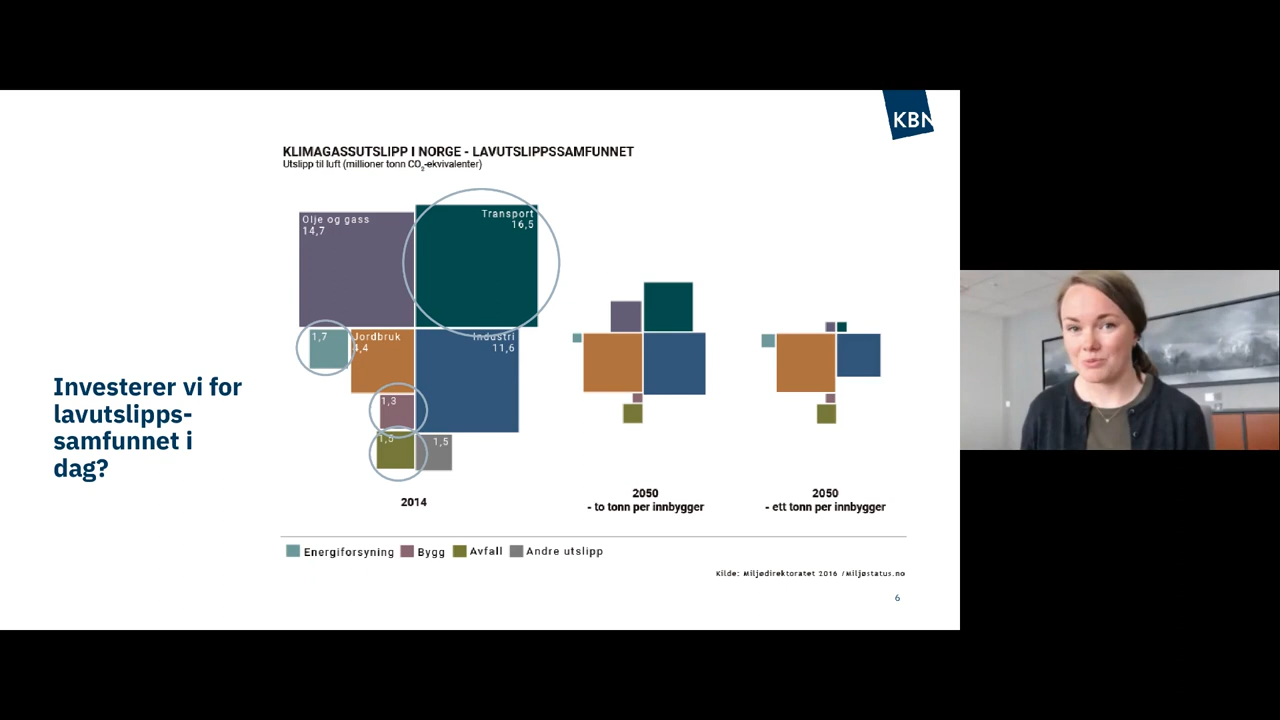 KBN
KLIMAGASSUTSLIPP I NORGE - LAVUTSLIPPSSAMFUNNET
Utslipp til luft (millioner tonn CO₂-ekvivalenter)
Olje og gass
14,7
Transport
16,5
1,7
Jordbruk
4,4
Industri
11,6
1,3
1,5
1,5
Investerer vi for
lavutslipps-
samfunnet i
dag?
2014
2050
- to tonn per innbygger
2050
- ett tonn per innbygger
Energiforsyning
Bygg
Avfall
Andre utslipp
Kilde: Miljødirektoratet 2016 /Miljøstatus.no
6